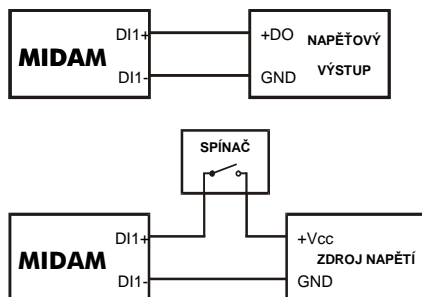 DI1+
+DO
NAPĚŤOVÝ
MIDAM
VÝSTUP
DI1-
GND
SPÍNAČ
DI1+
+Vcc
MIDAM
ZDROJ NAPĚTÍ
DI1-
GND